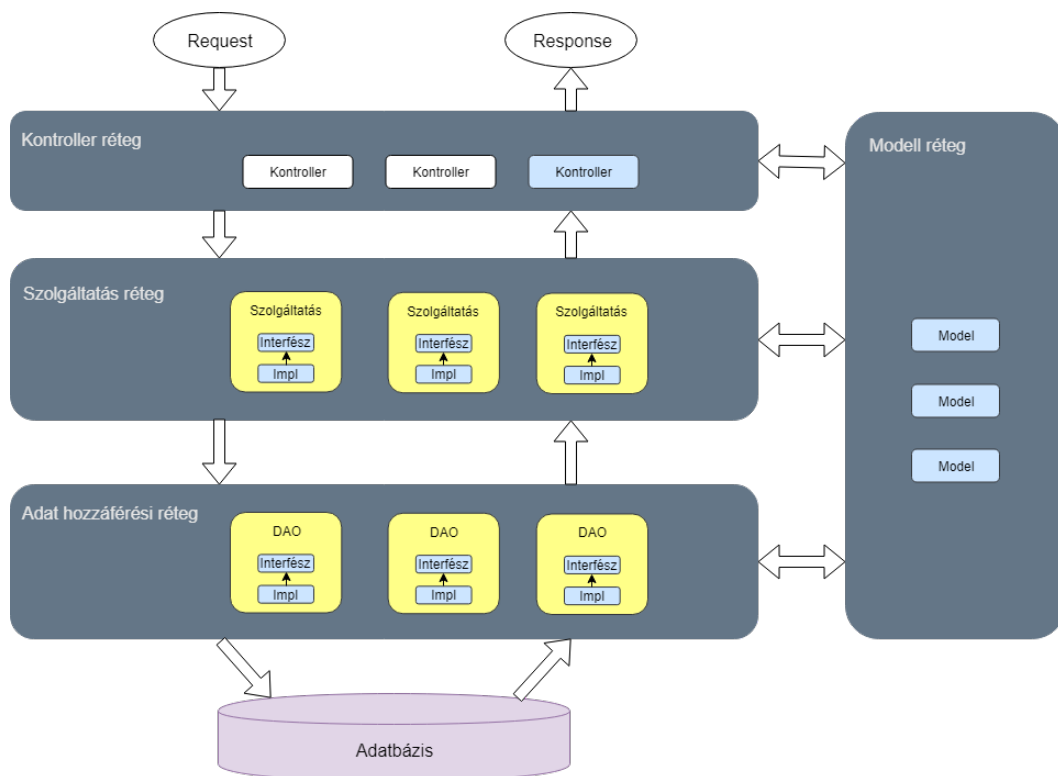 Request
Response
Kontroller réteg
Kontroller
Kontroller
Kontroller
Modell réteg
Szolgáltatás réteg
Szolgáltatás
Interfész
Impl
Szolgáltatás
Interfész
Impl
Szolgáltatás
Interfész
Impl
Model
Model
Model
Adat hozzáférési réteg
DAO
Interfész
Impl
DAO
Interfész
Impl
DAO
Interfész
Impl
Adatbázis